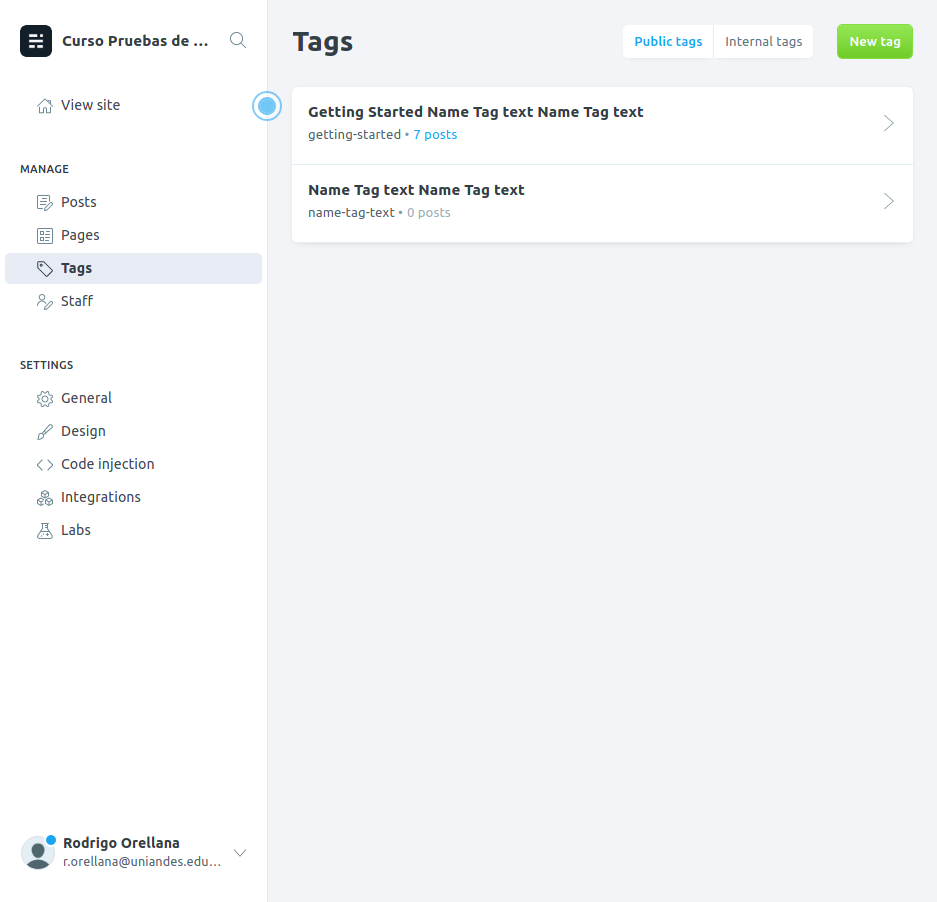 Curso Pruebas de ...
View site
MANAGE
Posts
Pages
Tags
Staff
SETTINGS
General
Design
Code injection
Integrations
Labs
Rodrigo Orellana
r.orellana@uniandes.edu...
Tags
Public tags
Internal tags
New tag
Getting Started Name Tag text Name Tag text
getting-started • 7 posts
Name Tag text Name Tag text
name-tag-text • 0 posts